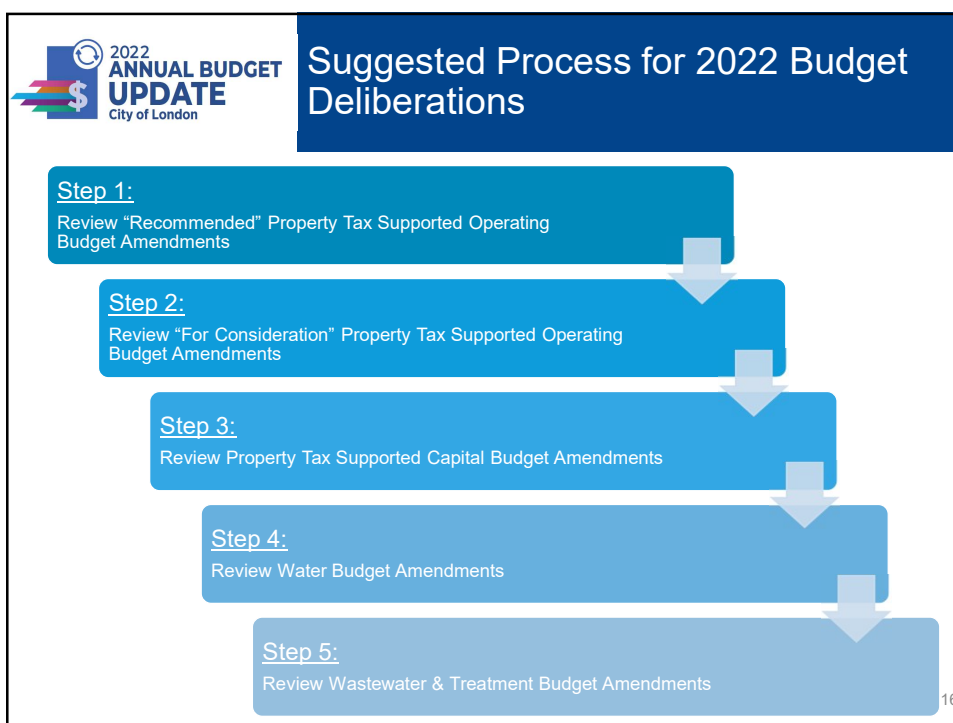 2022
ANNUAL BUDGET
UPDATE
$
City of London
Suggested Process for 2022 Budget
Deliberations
Step 1:
Review “Recommended” Property Tax Supported Operating
Budget Amendments
Step 2:
Review “For Consideration” Property Tax Supported Operating
Budget Amendments
Step 3:
Review Property Tax Supported Capital Budget Amendments
Step 4:
Review Water Budget Amendments
Step 5:
Review Wastewater & Treatment Budget Amendments
16